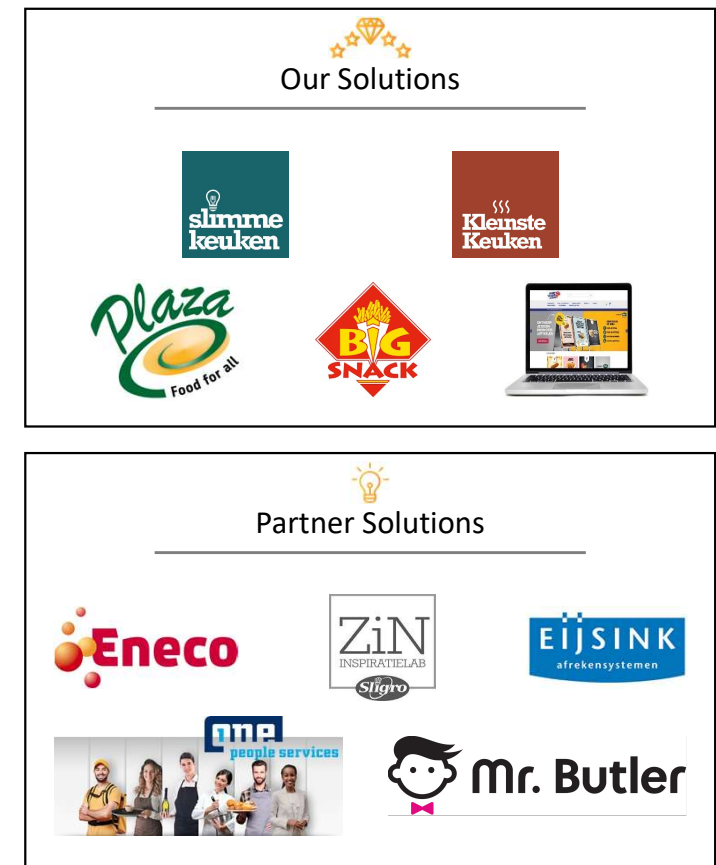 Our Solutions
slimme
keuken
Kleinste
Keuken
Plaza
Food for all
BIG
SNACK
Partner Solutions
Eneco
ZiN
INSPIRATIELAB
Sligro
EIJSINK
afrekensystemen
one
people services
Mr. Butler